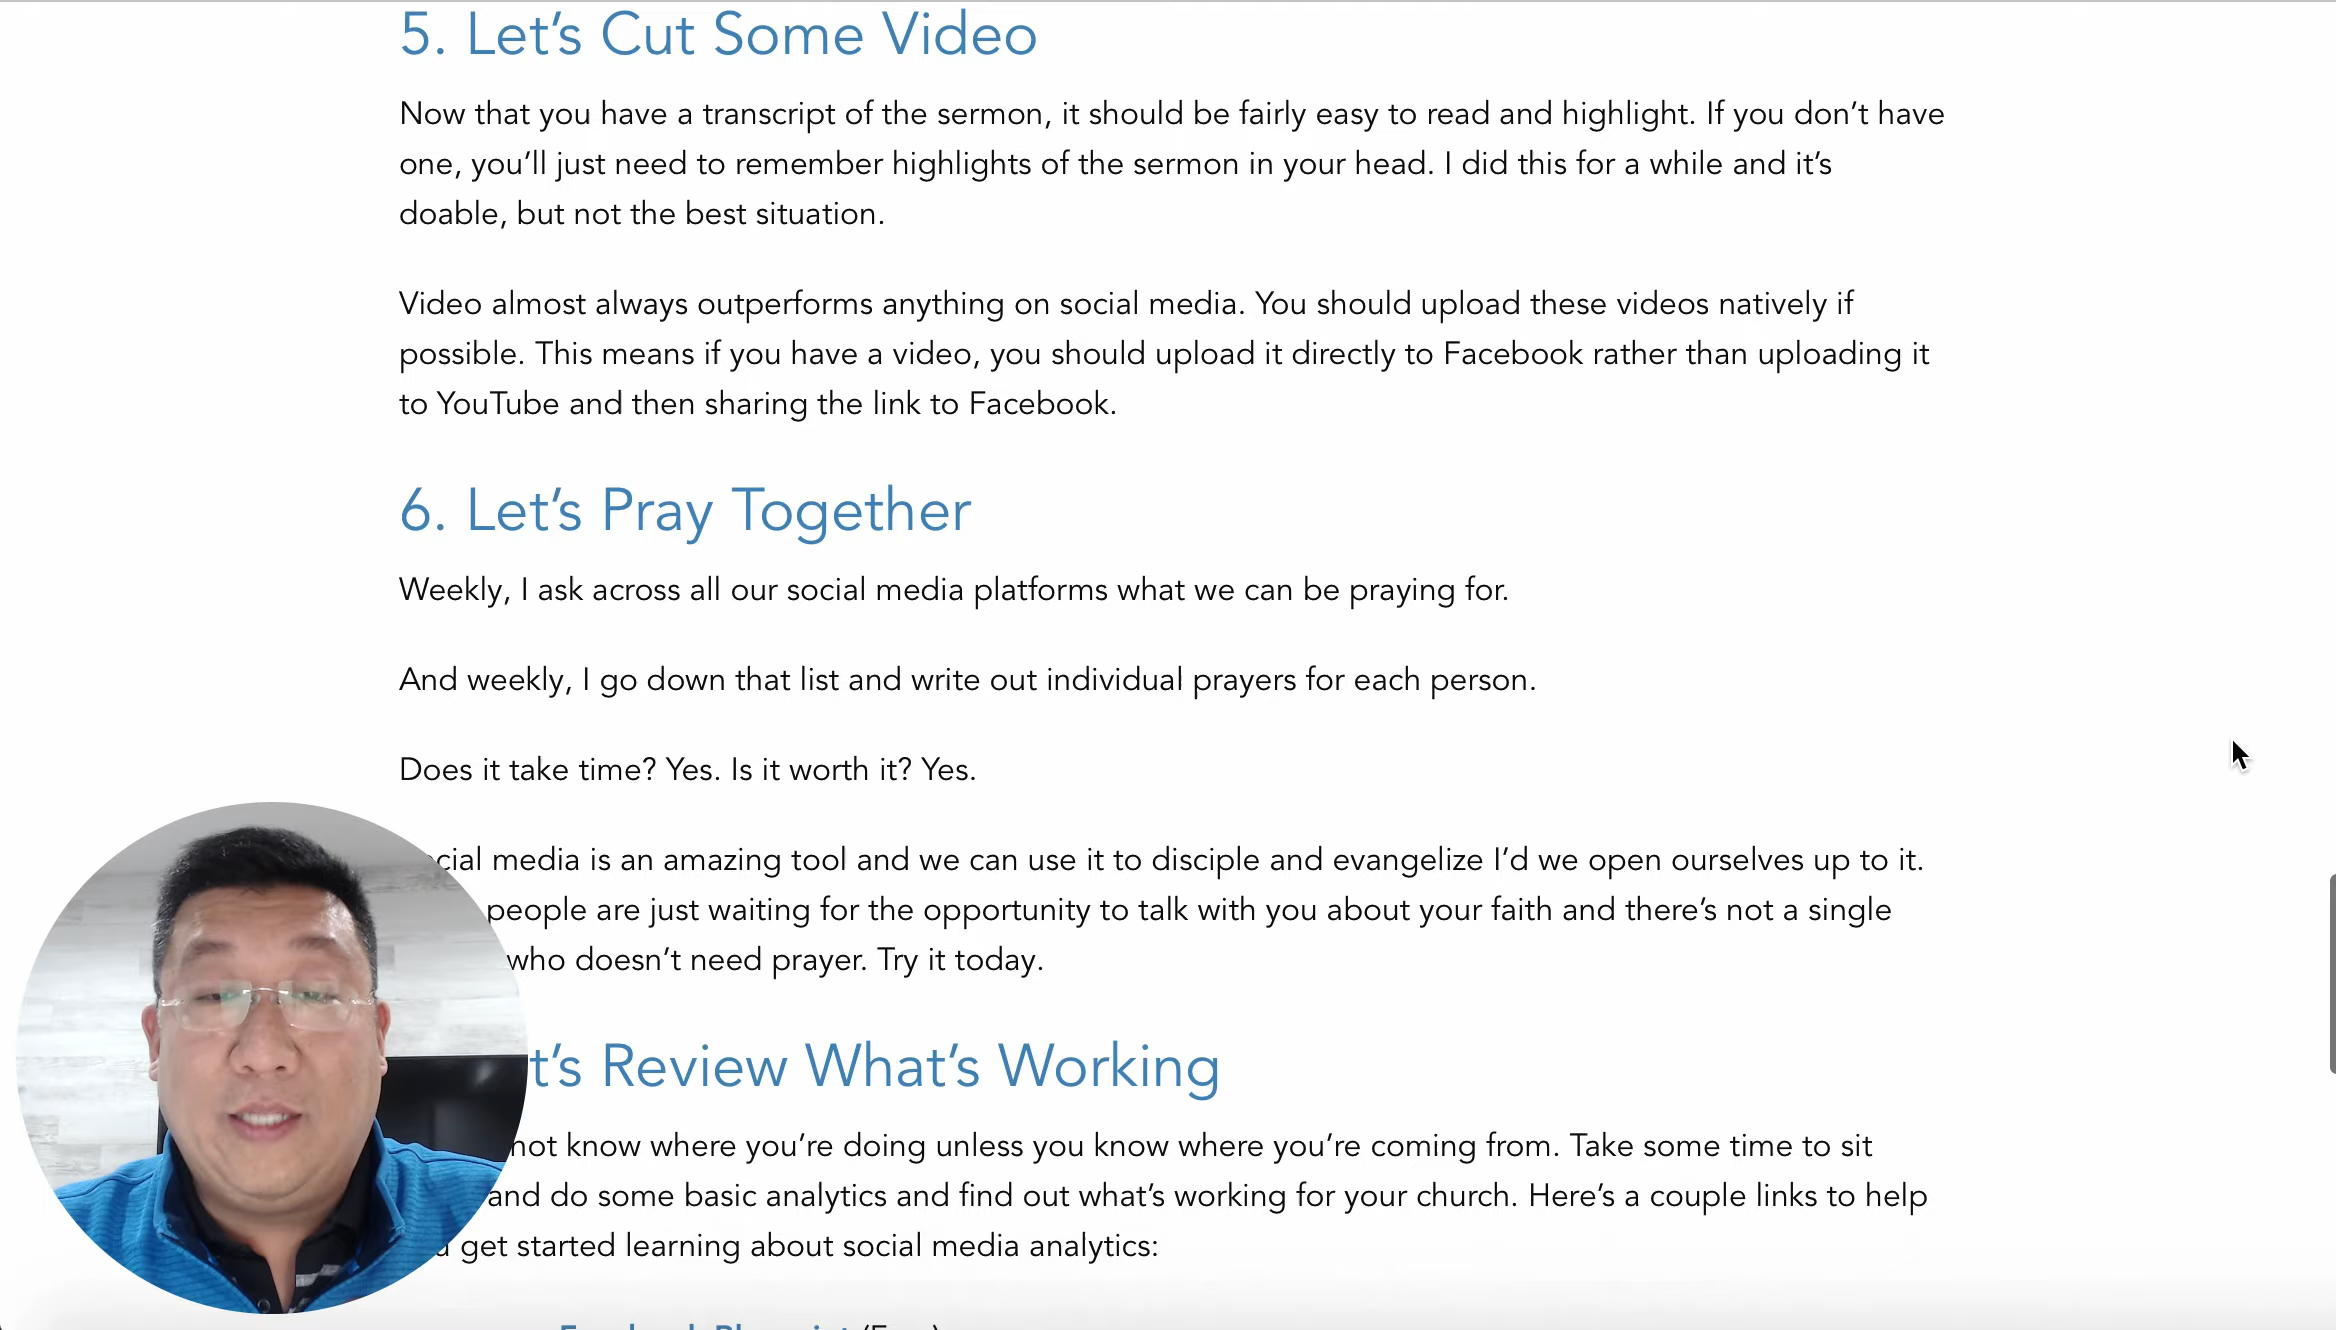 5. Let’s Cut Some Video
Now that you have a transcript of the sermon, it should be fairly easy to read and highlight. If you don’t have
one, you’ll just need to remember highlights of the sermon in your head. I did this for a while and it’s
doable, but not the best situation.
Video almost always outperforms anything on social media. You should upload these videos natively if
possible. This means if you have a video, you should upload it directly to Facebook rather than uploading it
to YouTube and then sharing the link to Facebook.
6. Let’s Pray Together
Weekly, I ask across all our social media platforms what we can be praying for.
And weekly, I go down that list and write out individual prayers for each person.
Does it take time? Yes. Is it worth it? Yes.
cial media is an amazing tool and we can use it to disciple and evangelize I’d we open ourselves up to it.
people are just waiting for the opportunity to talk with you about your faith and there’s not a single
who doesn’t need prayer. Try it today.
t’s Review What’s Working
not know where you’re doing unless you know where you’re coming from. Take some time to sit
and do some basic analytics and find out what’s working for your church. Here’s a couple links to help
get started learning about social media analytics: